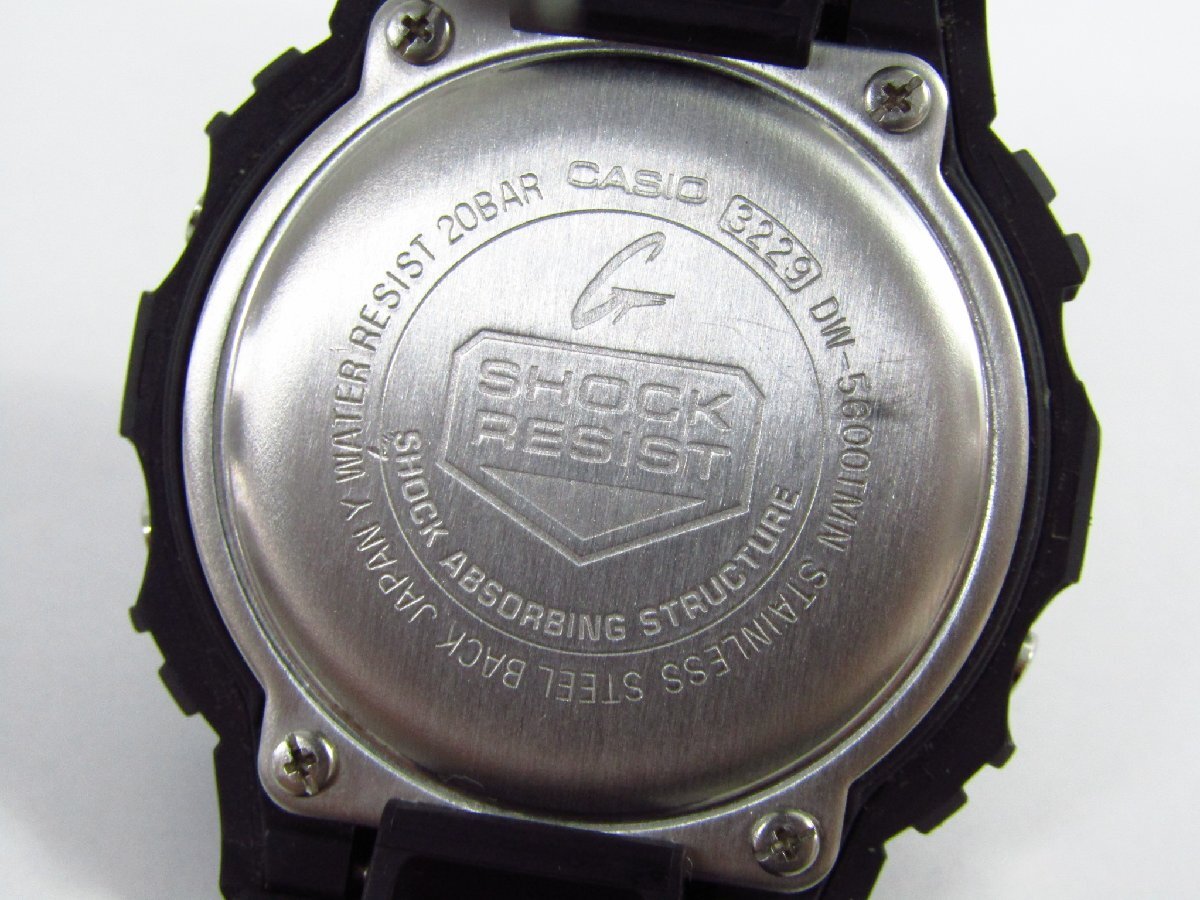 CASIO 3229 DW-5600TMN STAINLESS STEEL BACK JAPAN Y WATER RESIST 20BAR
G
SHOCK
RESIST
SHOCK ABSORBING STRUCTURE